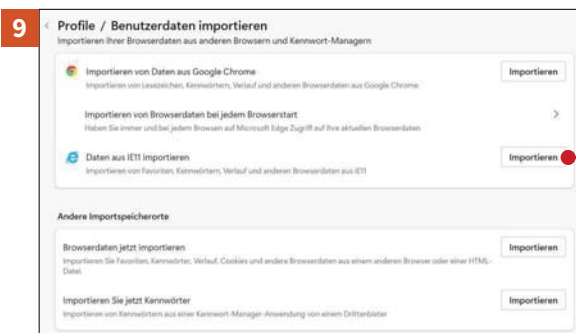 9
Profile / Benutzerdaten importieren
Importieren Ihrer Browserdaten aus anderen Browsern und Kennwort-Managern
Importieren von Daten aus Google Chrome
Importieren
Importieren von Lesezeichen, Kennwörtern, Verlauf und anderen Browserdaten aus Google Chrome
Importieren von Browserdaten bei jedem Browserstart
Haben Sie immer und bei jedem Browsen auf Microsoft Edge Zugriff auf Ihre aktuellen Browserdaten
Daten aus IE11 importieren
Importieren
Importieren von Favoriten, Kennwörtern, Verlauf und anderen Browserdaten aus IE11
Andere Importspeicherorte
Browserdaten jetzt importieren
Importieren
Importieren Sie Favoriten, Kennwörter, Verlauf, Cookies und andere Browserdaten aus einem anderen Browser oder einer HTML-
Datei.
Importieren Sie jetzt Kennwörter
Importieren
Importieren von Kennwörtern aus einer Kennwort-Manager-Anwendung von einem Drittanbieter